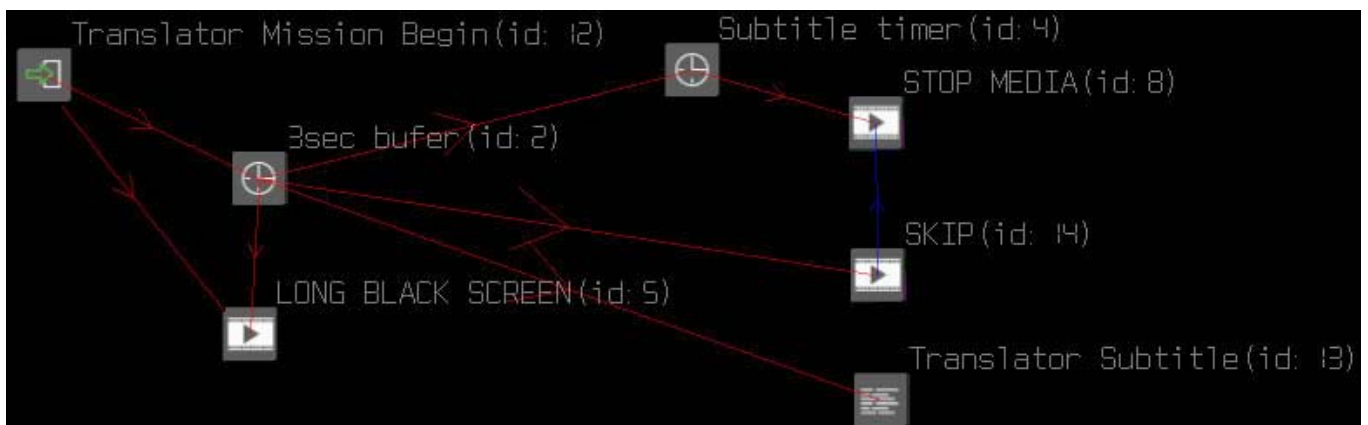 Translator Mission Begin(id: 12)
Subtitle timer(id: 4)
STOP MEDIA(id: 8)
3sec bufer(id: 2)
SKIP(id: 14)
LONG BLACK SCREEN(id: 5)
Translator Subtitle(id: 13)